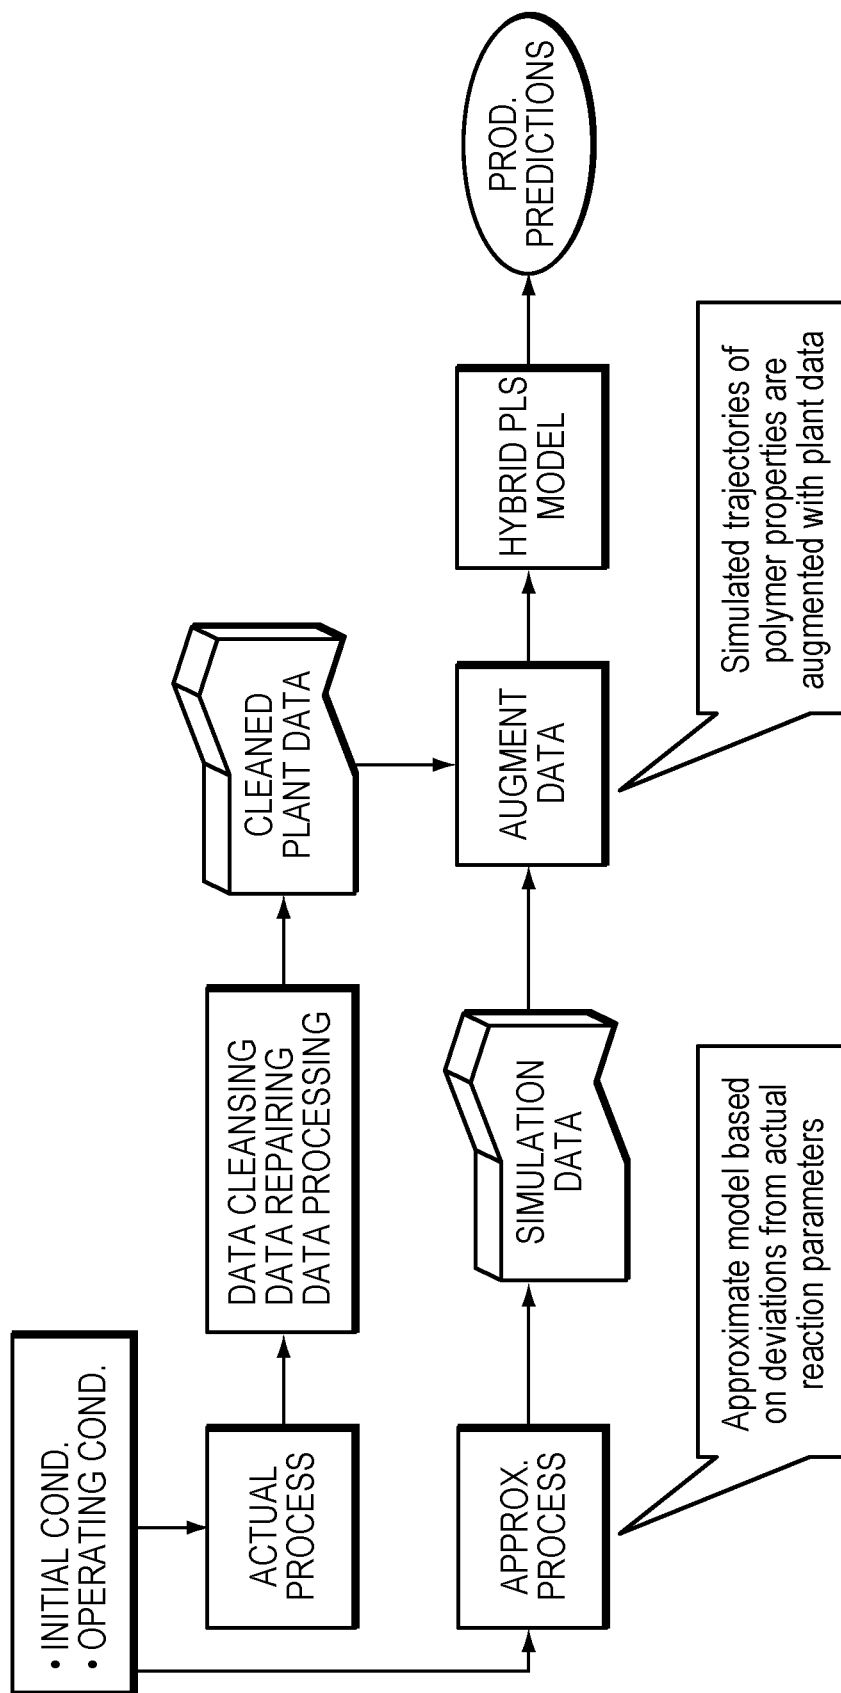 • INITIAL COND.
• OPERATING COND.
ACTUAL
PROCESS
DATA CLEANSING
DATA REPAIRING
DATA PROCESSING
CLEANED
PLANT DATA
APPROX.
PROCESS
SIMULATION
DATA
AUGMENT
DATA
HYBRID PLS
MODEL
PROD.
PREDICTIONS
Approximate model based
on deviations from actual
reaction parameters
Simulated trajectories of
polymer properties are
augmented with plant data